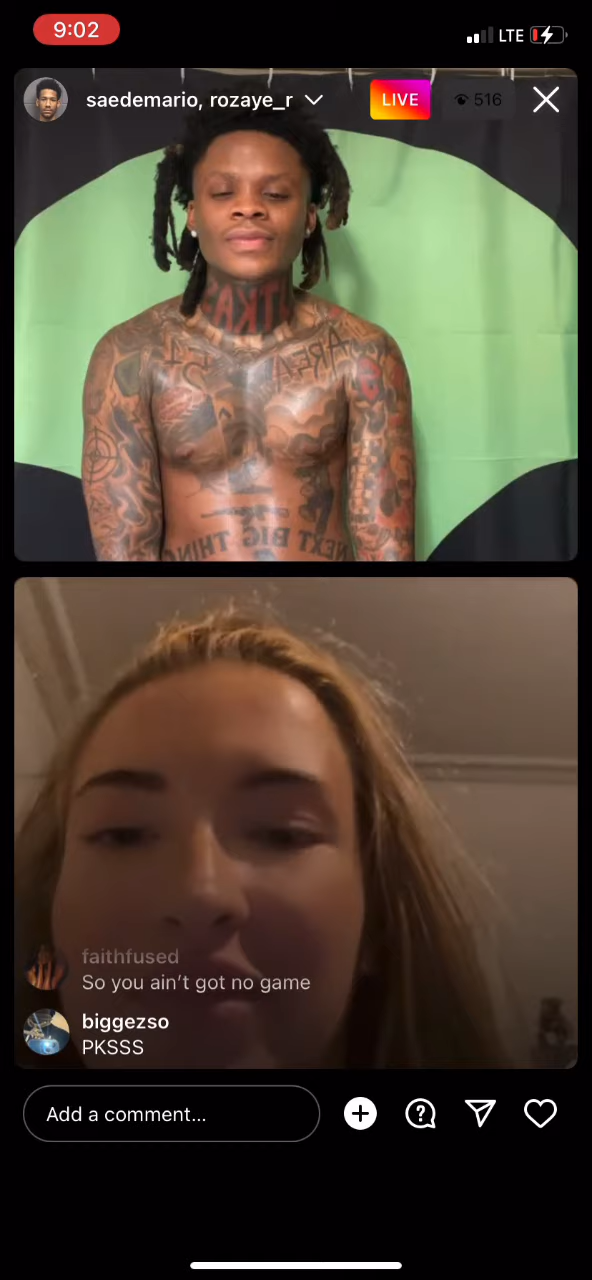 9:02
LTE
saedemario, rozaye_r
LIVE
516
AREA
NEXT BIG THING
faithfused
So you ain't got no game
biggezso
PKSSS
Add a comment...